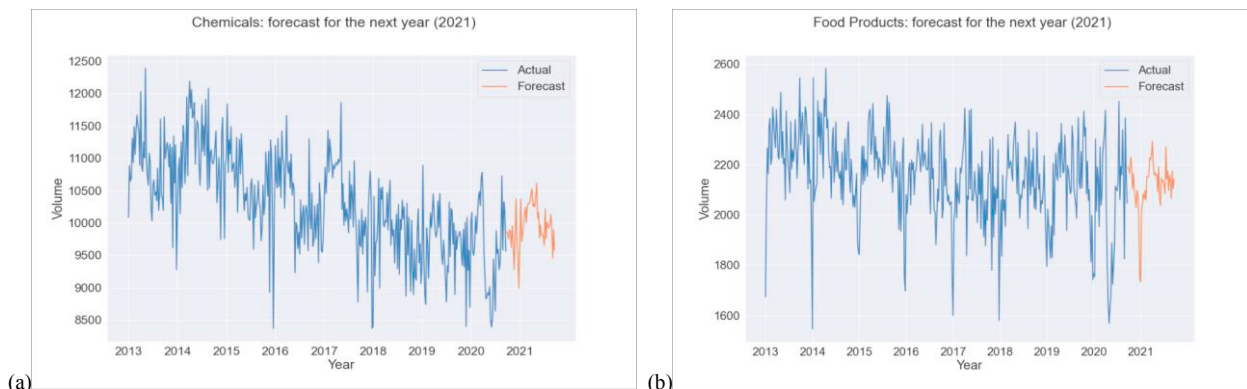 Chemicals: forecast for the next year (2021)
12500
12000
11500
11000
10500
10000
9500
9000
8500
Volume
2013 2014 2015 2016 2017 2018 2019 2020 2021
Year
Actual
Forecast
(a)
Food Products: forecast for the next year (2021)
2600
2400
2200
2000
1800
1600
Volume
2013 2014 2015 2016 2017 2018 2019 2020 2021
Year
Actual
Forecast
(b)